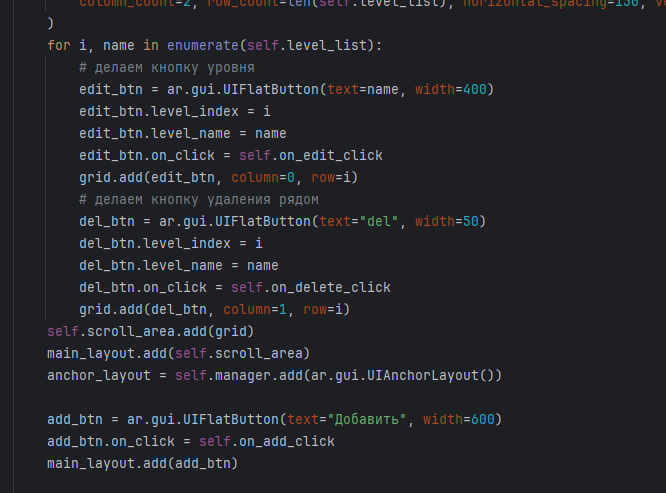 column_count=2, row_count=len(self.level_list), horizontal_spacing=150, ve
)
for i, name in enumerate(self.level_list):
# делаем кнопку уровня
edit_btn = ar.gui.UIFlatButton(text=name, width=400)
edit_btn.level_index = i
edit_btn.level_name = name
edit_btn.on_click = self.on_edit_click
grid.add(edit_btn, column=0, row=i)
# делаем кнопку удаления рядом
del_btn = ar.gui.UIFlatButton(text="del", width=50)
del_btn.level_index = i
del_btn.level_name = name
del_btn.on_click = self.on_delete_click
grid.add(del_btn, column=1, row=i)
self.scroll_area.add(grid)
main_layout.add(self.scroll_area)
anchor_layout = self.manager.add(ar.gui.UIAnchorLayout())
add_btn = ar.gui.UIFlatButton(text="Добавить", width=600)
add_btn.on_click = self.on_add_click
main_layout.add(add_btn)